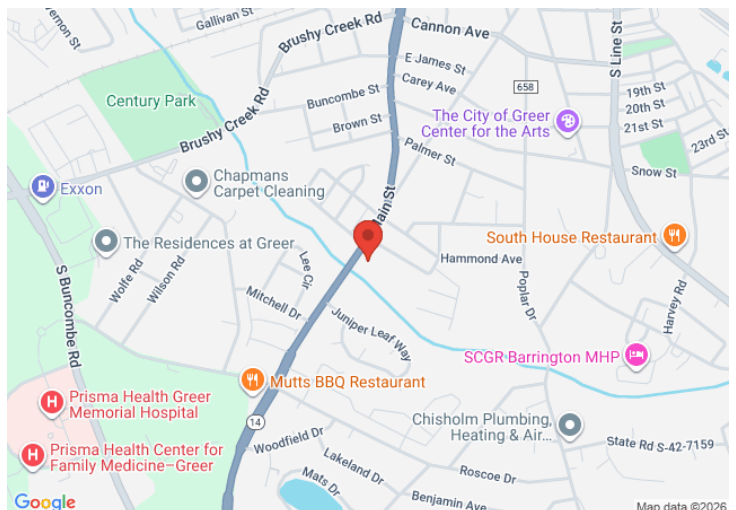 Gallivan St
Vernon St
Brushy Creek Rd
Cannon Ave
S Line St
E James St
Carey Ave
658
19th St
20th St
21st St
23rd St
Century Park
Buncombe St
Brown St
The City of Greer
Center for the Arts
Brushy Creek Rd
Palmer St
Snow St
Exxon
Chapmans
Carpet Cleaning
Main St
The Residences at Greer
South House Restaurant
Hammond Ave
Lee Cir
Wolfe Rd
Wilson Rd
Poplar Dr
Harvey Rd
S Buncombe Rd
Mitchell Dr
Juniper Leaf Way
SCGR Barrington MHP
Mutts BBQ Restaurant
Prisma Health Greer
Memorial Hospital
H
14
Chisholm Plumbing,
Heating & Air...
Prisma Health Center for
Family Medicine–Greer
H
Woodfield Dr
State Rd S-42-7159
Lakeland Dr
Roscoe Dr
Mats Dr
Benjamin Ave
Google
Map data ©2026